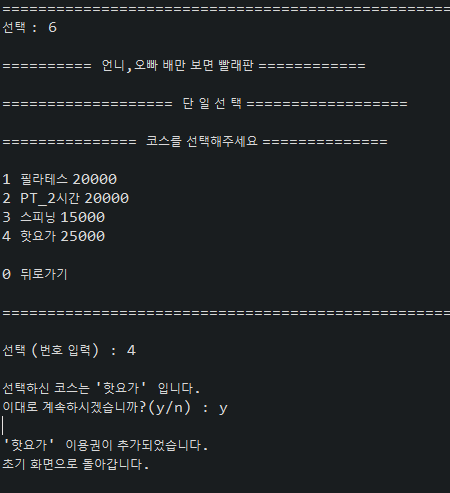 ==================================================
선택 : 6
========== 언니,오빠 배만 보면 빨래판 ============
=================== 단 일 선 택 ==================
=============== 코스를 선택해주세요 ==============
1 필라테스 20000
2 PT_2시간 20000
3 스피닝 15000
4 핫요가 25000
0 뒤로가기
==================================================
선택 (번호 입력) : 4
선택하신 코스는 '핫요가' 입니다.
이대로 계속하시겠습니까?(y/n) : y
'핫요가' 이용권이 추가되었습니다.
초기 화면으로 돌아갑니다.